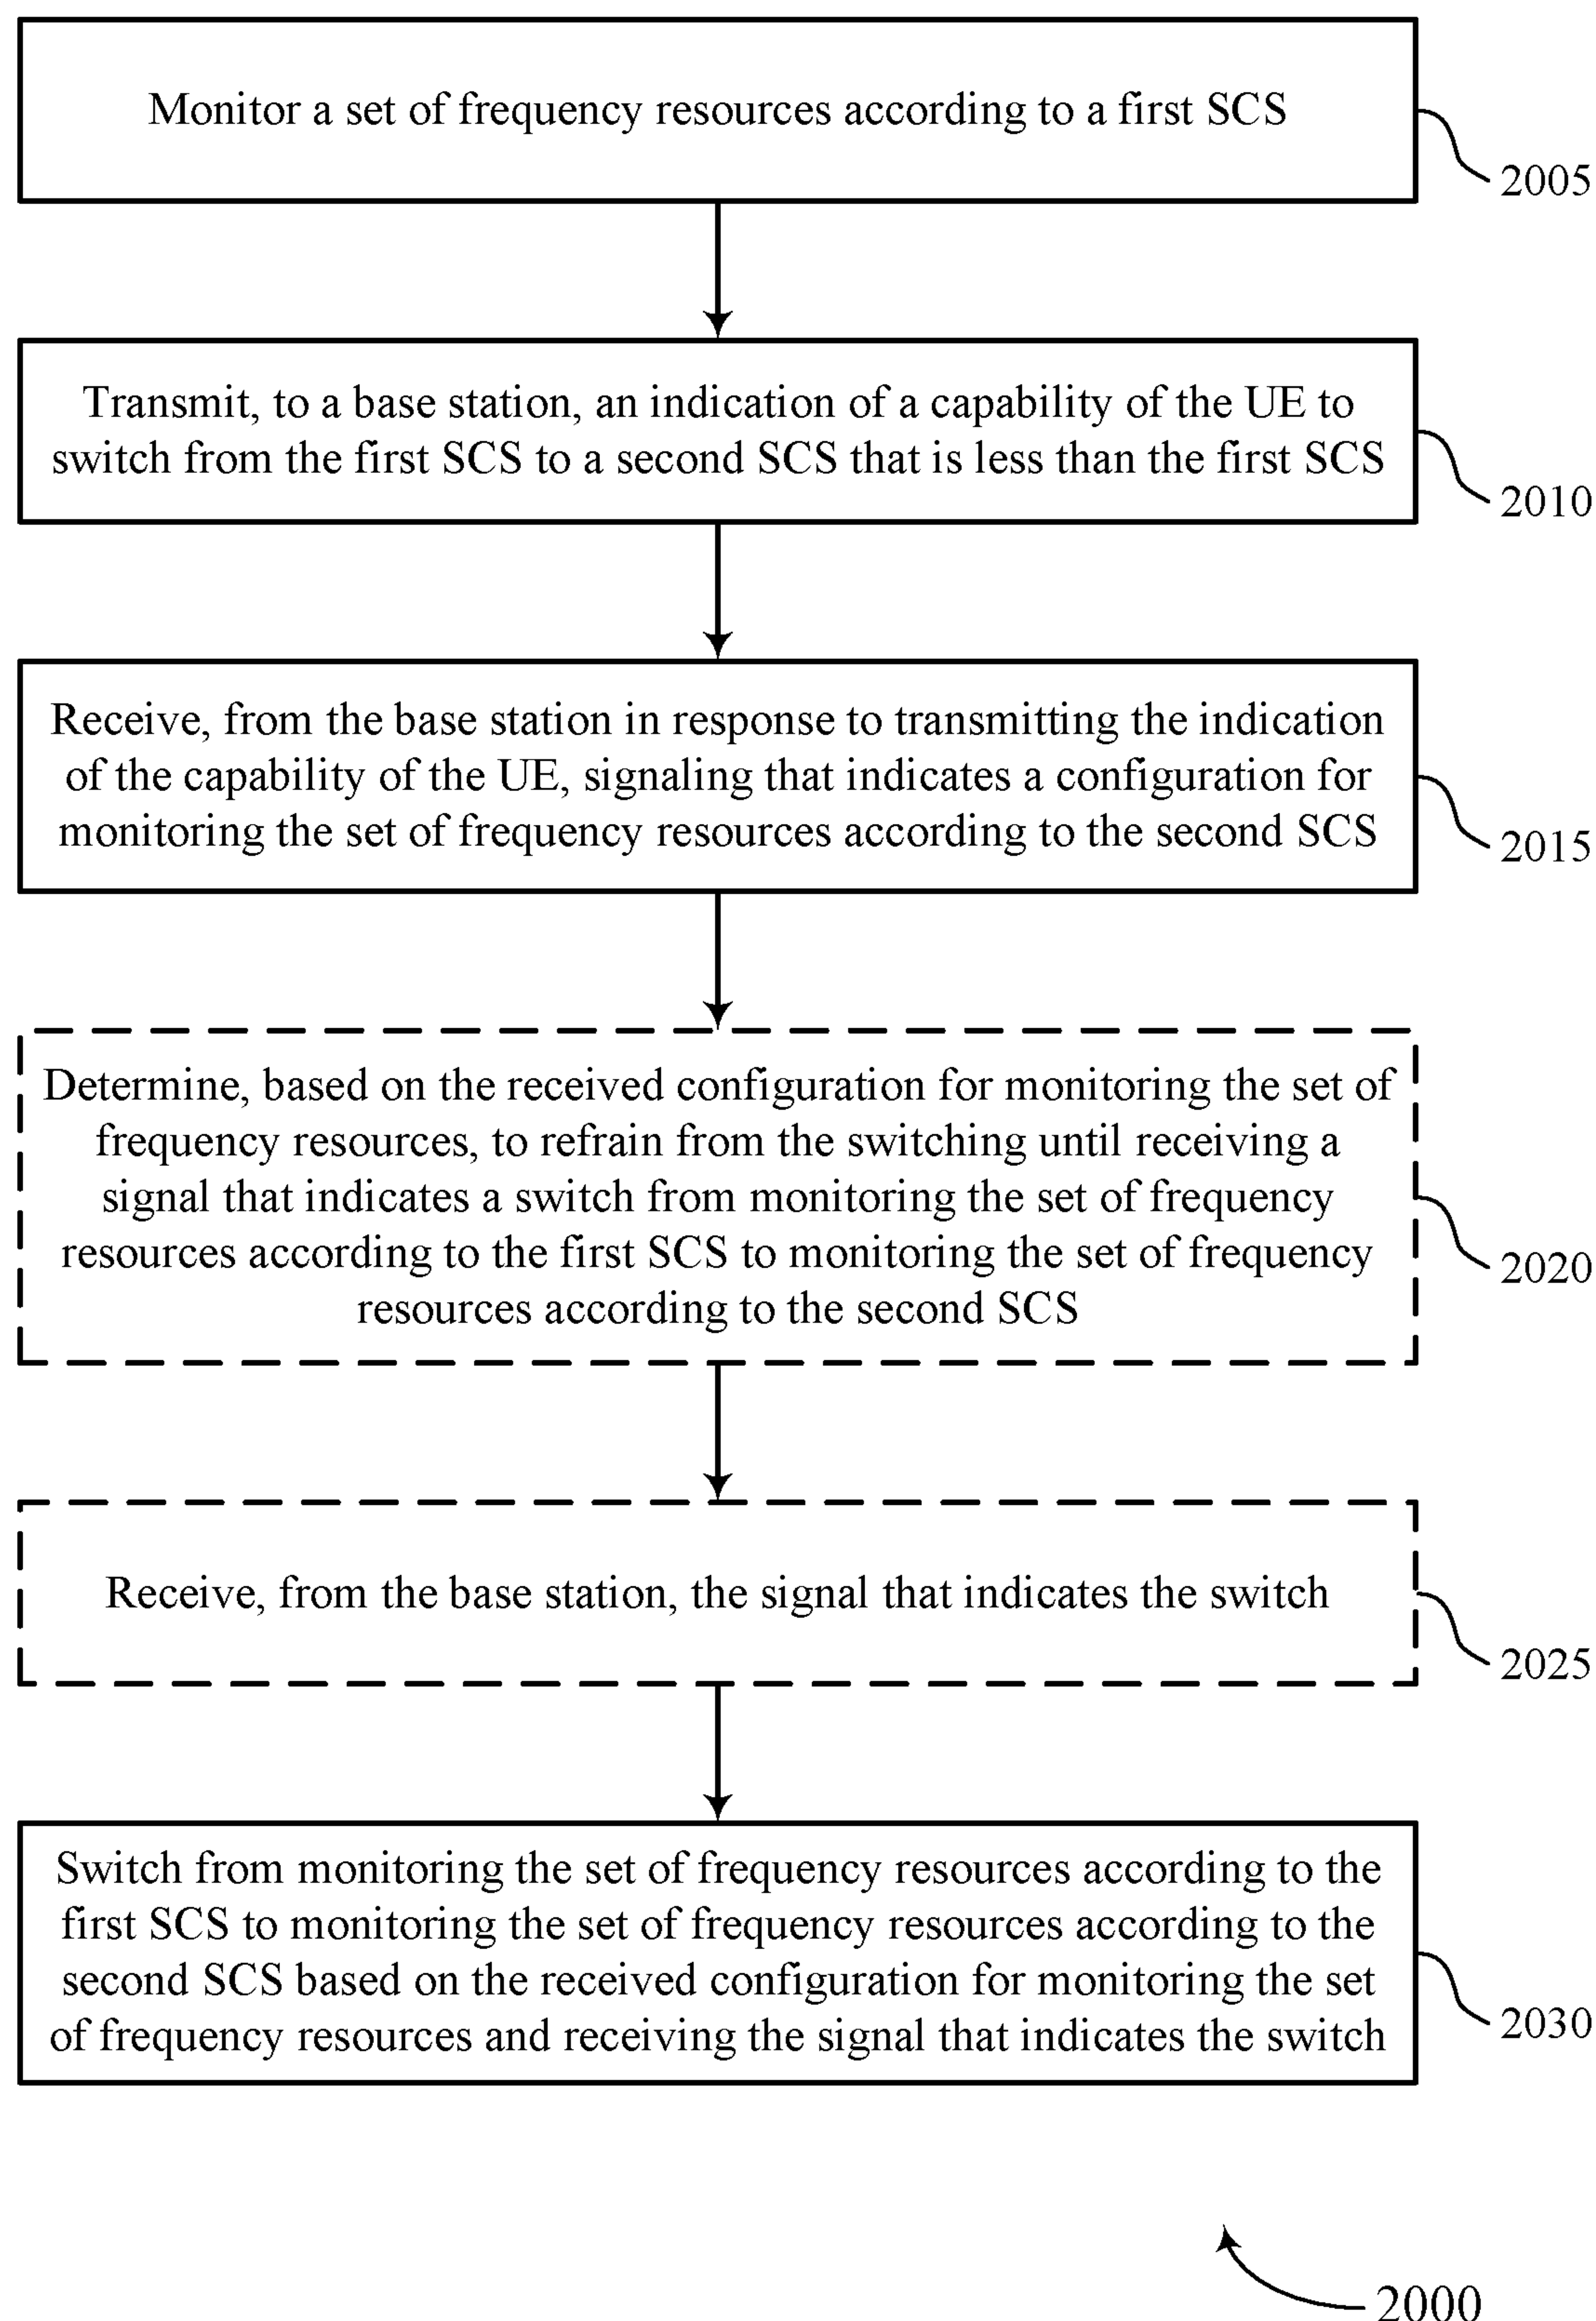 Monitor a set of frequency resources according to a first SCS
2005
Transmit, to a base station, an indication of a capability of the UE to
switch from the first SCS to a second SCS that is less than the first SCS
2010
Receive, from the base station in response to transmitting the indication
of the capability of the UE, signaling that indicates a configuration for
monitoring the set of frequency resources according to the second SCS
2015
Determine, based on the received configuration for monitoring the set of
frequency resources, to refrain from the switching until receiving a
signal that indicates a switch from monitoring the set of frequency
resources according to the first SCS to monitoring the set of frequency
resources according to the second SCS
2020
Receive, from the base station, the signal that indicates the switch
2025
Switch from monitoring the set of frequency resources according to the
first SCS to monitoring the set of frequency resources according to the
second SCS based on the received configuration for monitoring the set
of frequency resources and receiving the signal that indicates the switch
2030
2000